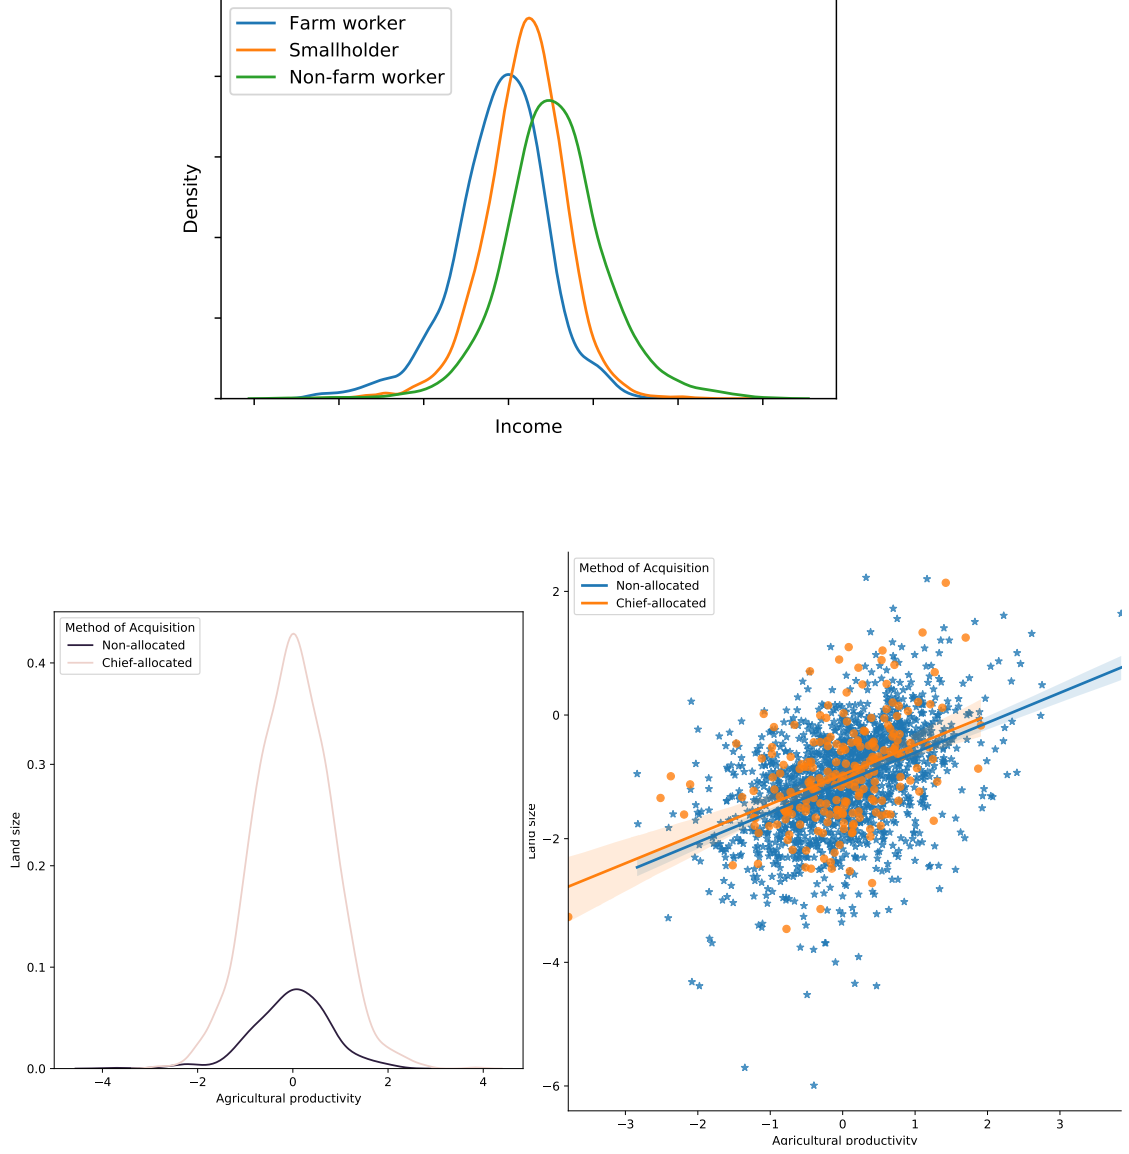 Farm worker
Smallholder
Non-farm worker
Density
Income
Method of Acquisition
Non-allocated
Chief-allocated
0.4
0.3
0.2
0.1
0.0
Land size
−4
−2
0
2
4
Agricultural productivity
Method of Acquisition
Non-allocated
Chief-allocated
2
0
−2
−4
−6
Land size
−3
−2
−1
0
1
2
3
Agricultural productivity